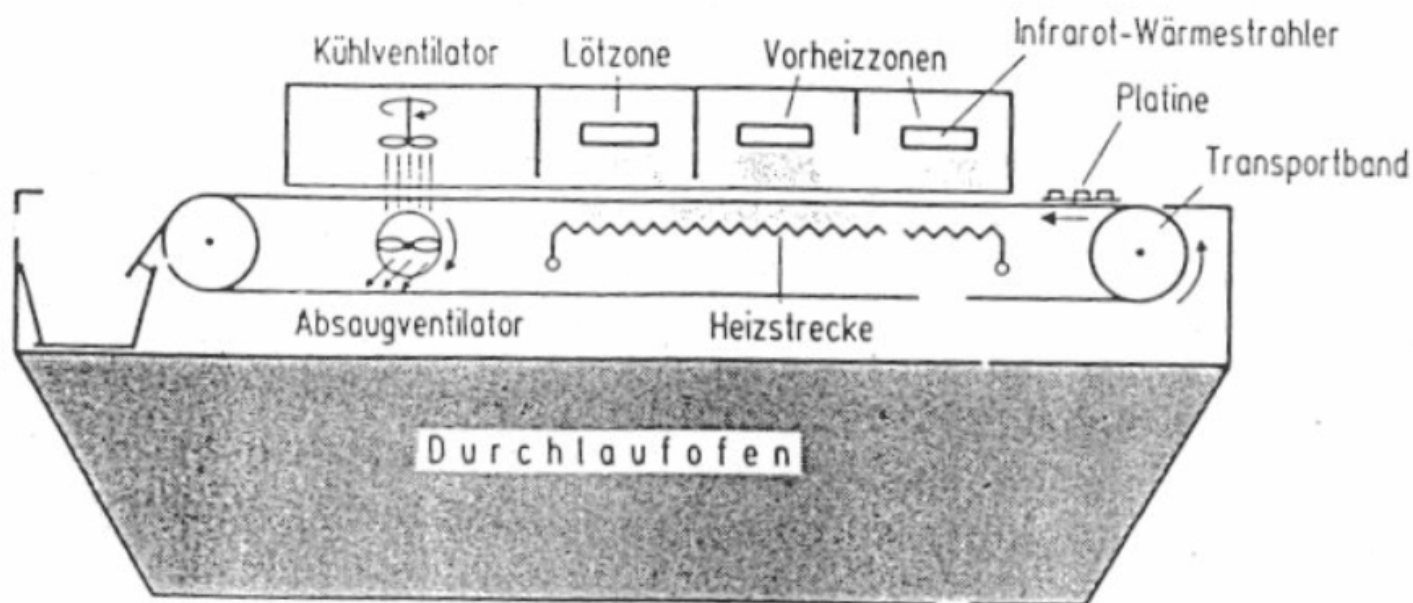 Infrarot-Wärmestrahler
Kühlventilator
Lötzone
Vorheizzonen
Platine
Transportband
Absaugventilator
Heizstrecke
Durchlaufofen